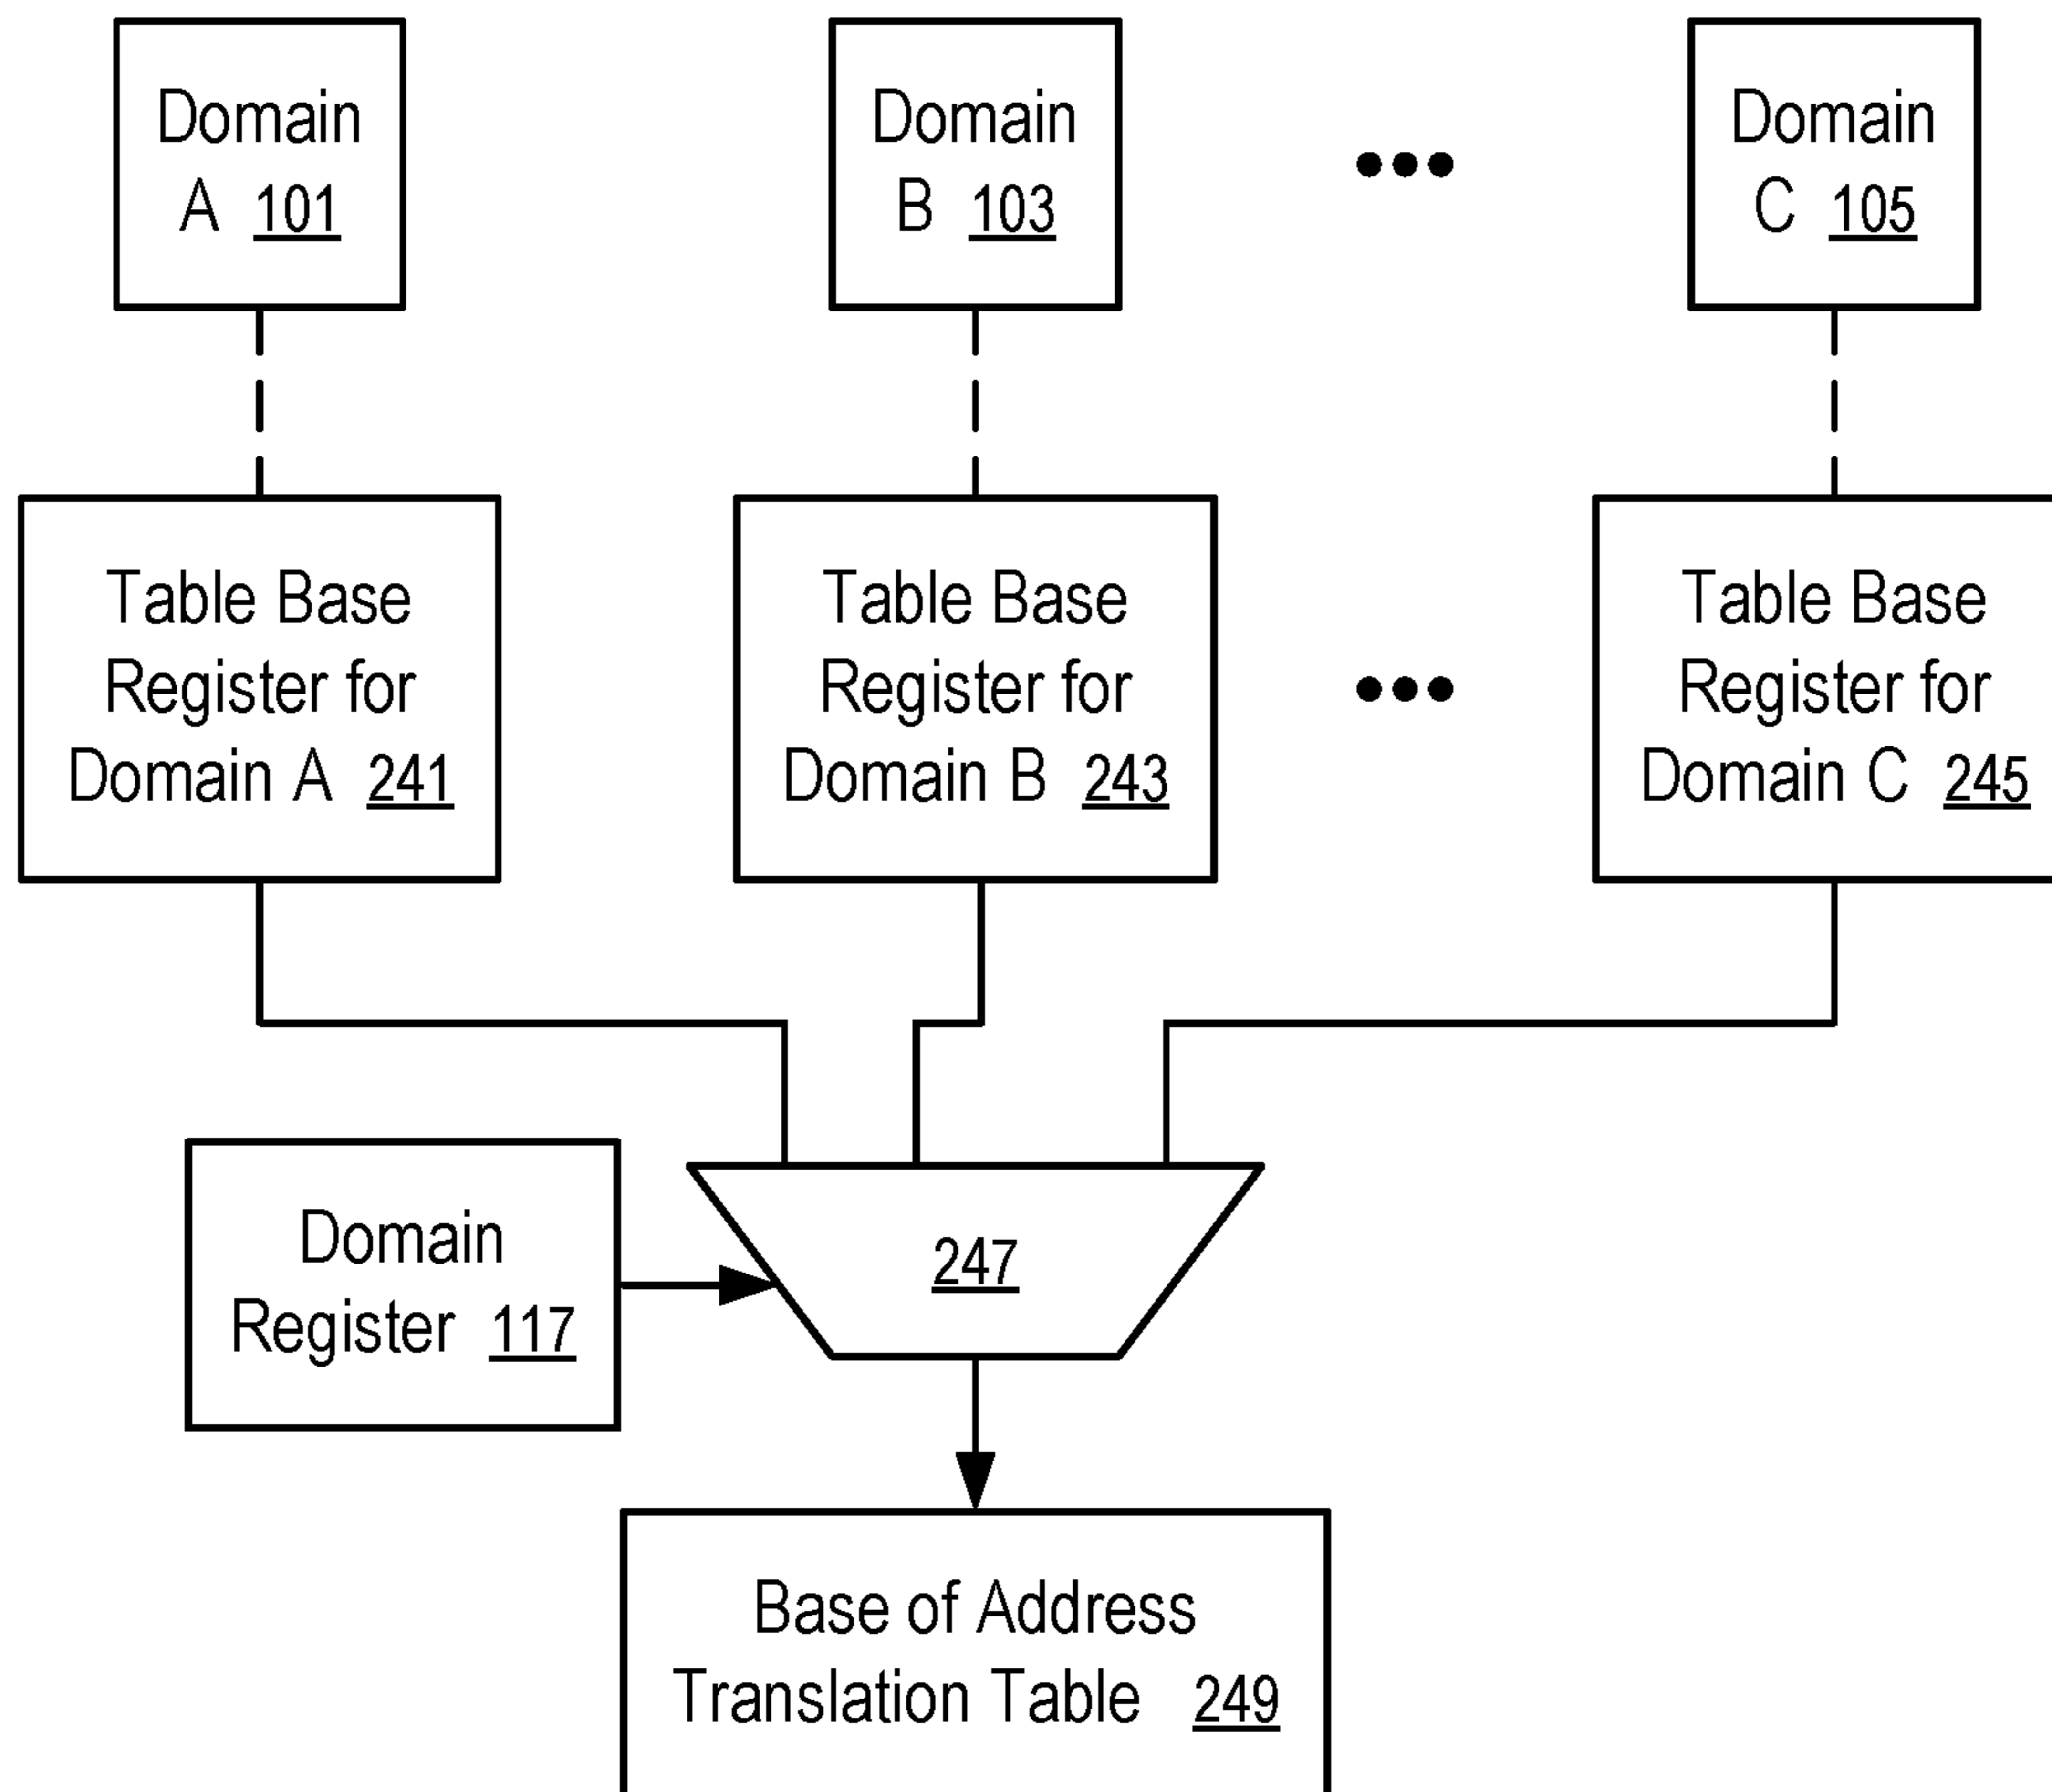 Domain
A 101
Domain
B 103
Domain
C 105
Table Base
Register for
Domain A 241
Table Base
Register for
Domain B 243
Table Base
Register for
Domain C 245
Domain
Register 117
247
Base of Address
Translation Table 249